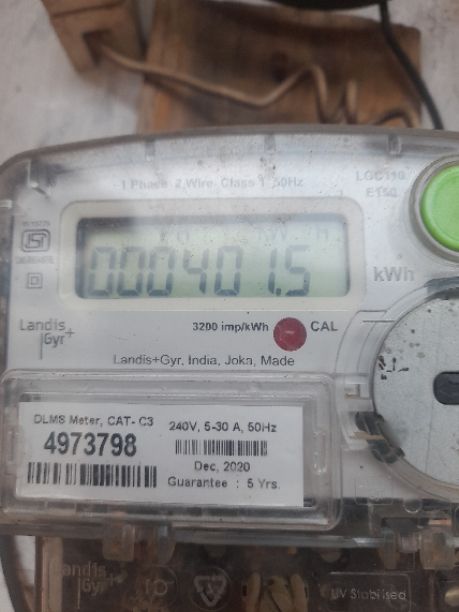 1 Phase 2 Wire Class 1 50Hz
LGC110
E150
ISI
000401.5
kWh
Landis
Gyr+
3200 imp/kWh
CAL
Landis+Gyr, India, Joka, Made
DLMS Meter, CAT- C3
240V, 5-30 A, 50Hz
4973798
Dec, 2020
Guarantee : 5 Yrs.
Landis
Gyr+
UV Stabilised